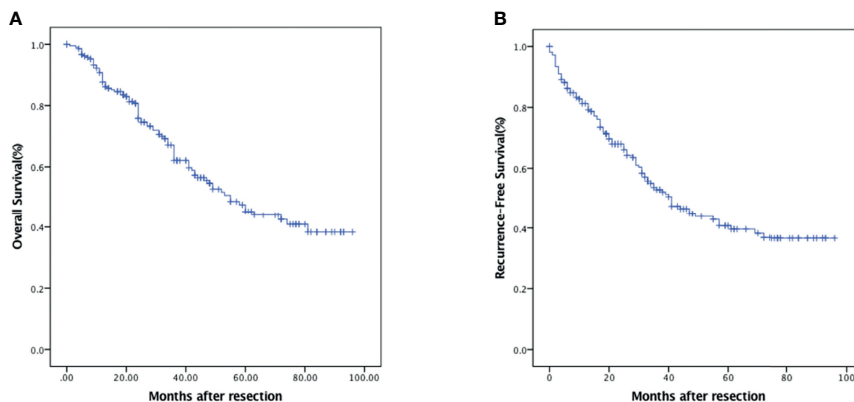 A
B
1.0
0.8
0.6
0.4
0.2
0.0
Overall Survival(%)
.00 20.00 40.00 60.00 80.00 100.00
Months after resection
1.0
0.8
0.6
0.4
0.2
0.0
Recurrence-Free Survival(%)
0 20 40 60 80 100
Months after resection